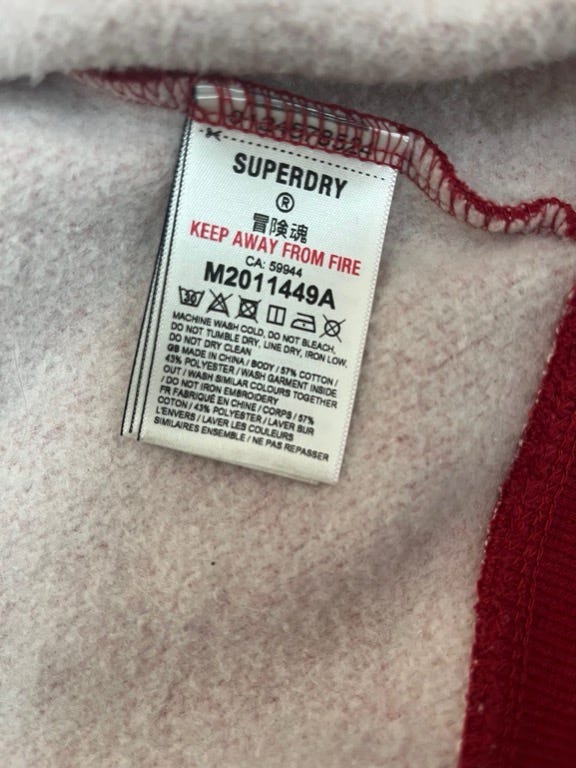 SUPERDRY
®
冒険魂
KEEP AWAY FROM FIRE
CA: 59944
M2011449A
30
MACHINE WASH COLD, DO NOT BLEACH,
DO NOT TUMBLE DRY, LINE DRY, IRON LOW,
DO NOT DRY CLEAN
GB MADE IN CHINA / BODY / 57% COTTON /
43% POLYESTER / WASH GARMENT INSIDE
OUT / WASH SIMILAR COLOURS TOGETHER
/ DO NOT IRON EMBROIDERY
FR FABRIQUÉ EN CHINE / CORPS / 57%
COTON / 43% POLYESTER / LAVER SUR
L'ENVERS / LAVER LES COULEURS
SIMILAIRES ENSEMBLE / NE PAS REPASSER